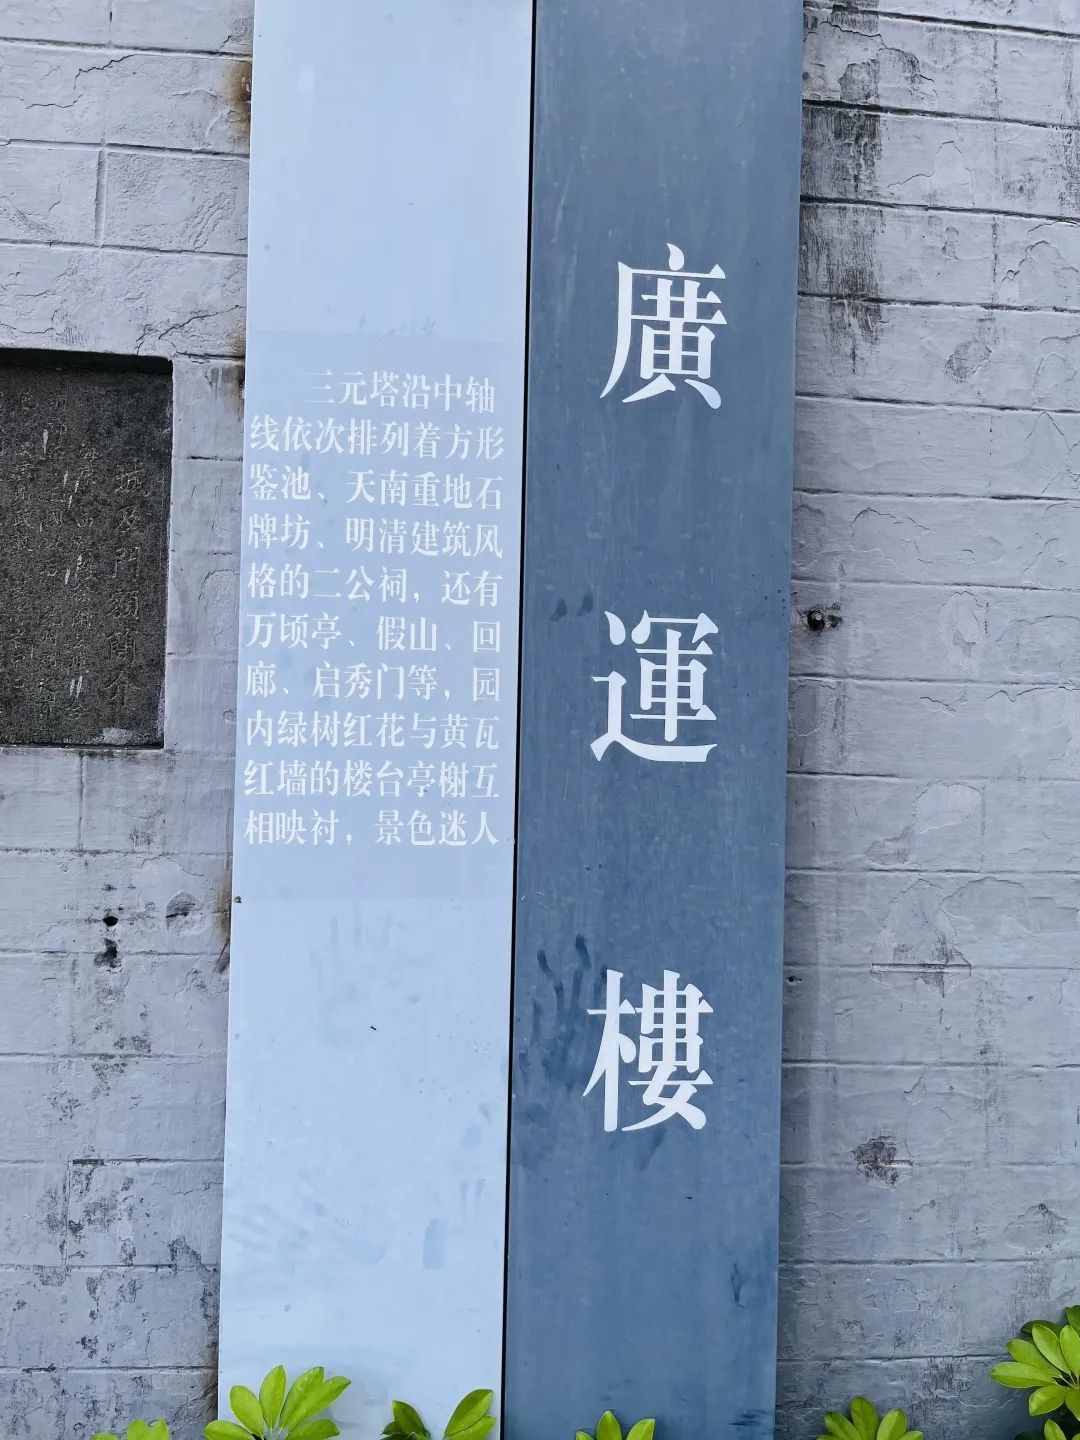 廣運樓
三元塔沿中轴
线依次排列着方形
鉴池、天南重地石
牌坊、明清建筑风
格的二公祠，还有
万顷亭、假山、回
廊、启秀门等，园
内绿树红花与黄瓦
红墙的楼台亭榭互
相映衬，景色迷人